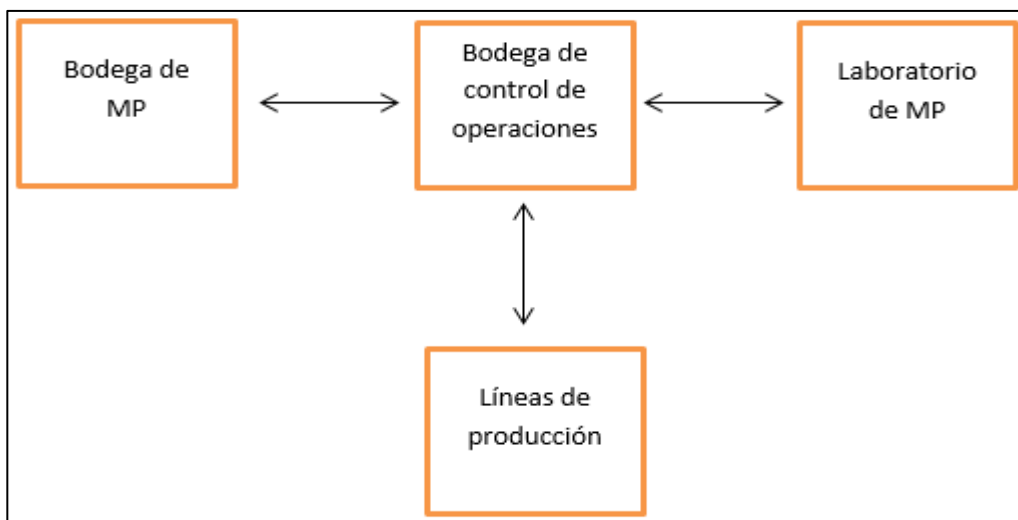 Bodega de
MP
Bodega de
control de
operaciones
Laboratorio
de MP
Líneas de
producción